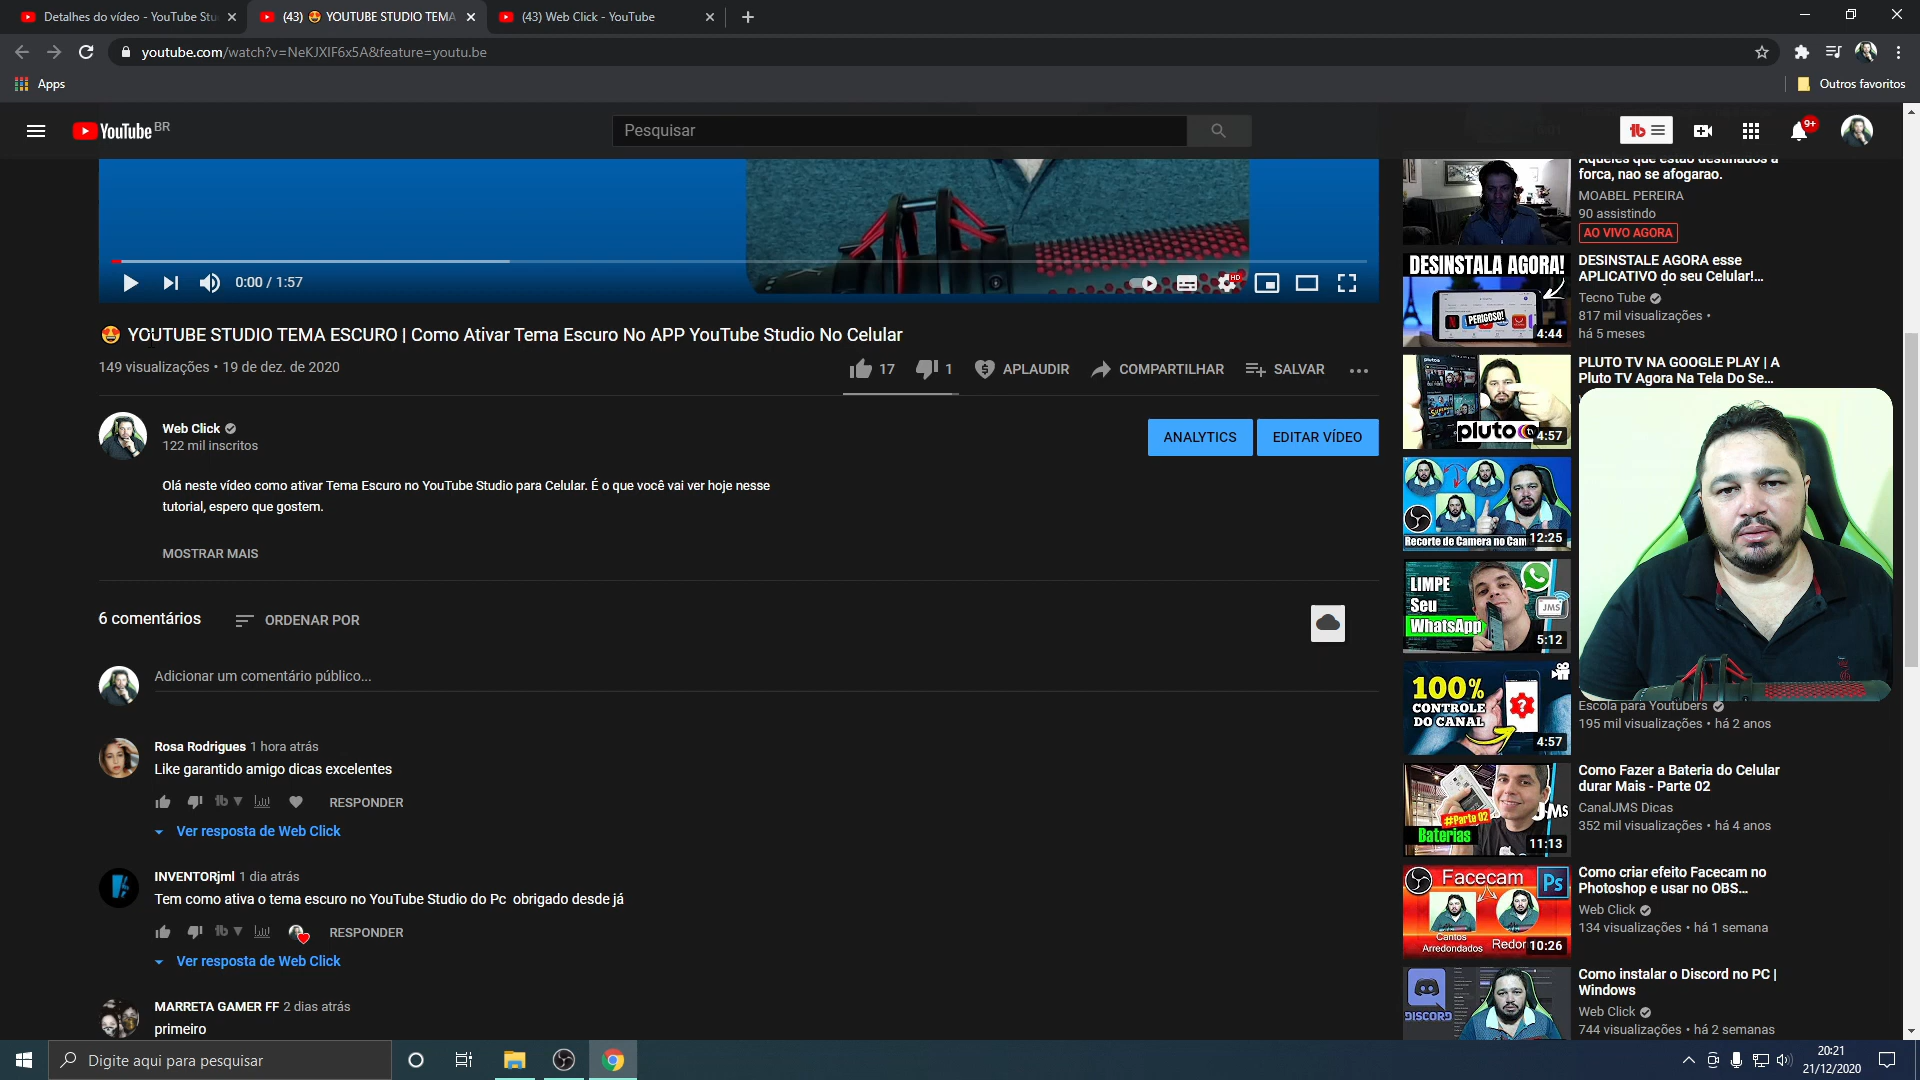 Detalhes do vídeo - YouTube Stu
(43) 😍 YOUTUBE STUDIO TEMA
(43) Web Click - YouTube
youtube.com/watch?v=NeKJXIF6x5A&feature=youtu.be
Apps
Outros favoritos
YouTube BR
Pesquisar
9+
0:00 / 1:57
HD
😍 YOUTUBE STUDIO TEMA ESCURO | Como Ativar Tema Escuro No APP YouTube Studio No Celular
149 visualizações • 19 de dez. de 2020
17
1
APLAUDIR
COMPARTILHAR
SALVAR
Web Click
122 mil inscritos
ANALYTICS
EDITAR VÍDEO
Olá neste vídeo como ativar Tema Escuro no YouTube Studio para Celular. É o que você vai ver hoje nesse
tutorial, espero que gostem.
MOSTRAR MAIS
6 comentários
ORDENAR POR
Adicionar um comentário público...
Rosa Rodrigues 1 hora atrás
Like garantido amigo dicas excelentes
RESPONDER
Ver resposta de Web Click
INVENTORjml 1 dia atrás
Tem como ativa o tema escuro no YouTube Studio do Pc obrigado desde já
RESPONDER
Ver resposta de Web Click
MARRETA GAMER FF 2 dias atrás
primeiro
Aqueles que estão destinados a
forca, nao se afogarao.
MOABEL PEREIRA
90 assistindo
AO VIVO AGORA
DESINSTALA AGORA!
PERIGOSO!
4:44
DESINSTALE AGORA esse
APLICATIVO do seu Celular!...
Tecno Tube
817 mil visualizações •
há 5 meses
pluto tv
4:57
PLUTO TV NA GOOGLE PLAY | A
Pluto TV Agora Na Tela Do Se...
Recorte de Camera no Cam
12:25
LIMPE
Seu
WhatsApp
JMS
5:12
100%
CONTROLE
DO CANAL
4:57
Escola para Youtubers
195 mil visualizações • há 2 anos
#Parte 02
Baterias
JMS
11:13
Como Fazer a Bateria do Celular
durar Mais - Parte 02
CanalJMS Dicas
352 mil visualizações • há 4 anos
Facecam
Ps
Cantos
Arredondados
Redon
10:26
Como criar efeito Facecam no
Photoshop e usar no OBS...
Web Click
134 visualizações • há 1 semana
DISCORD
Como instalar o Discord no PC |
Windows
Web Click
744 visualizações • há 2 semanas
Digite aqui para pesquisar
20:21
21/12/2020